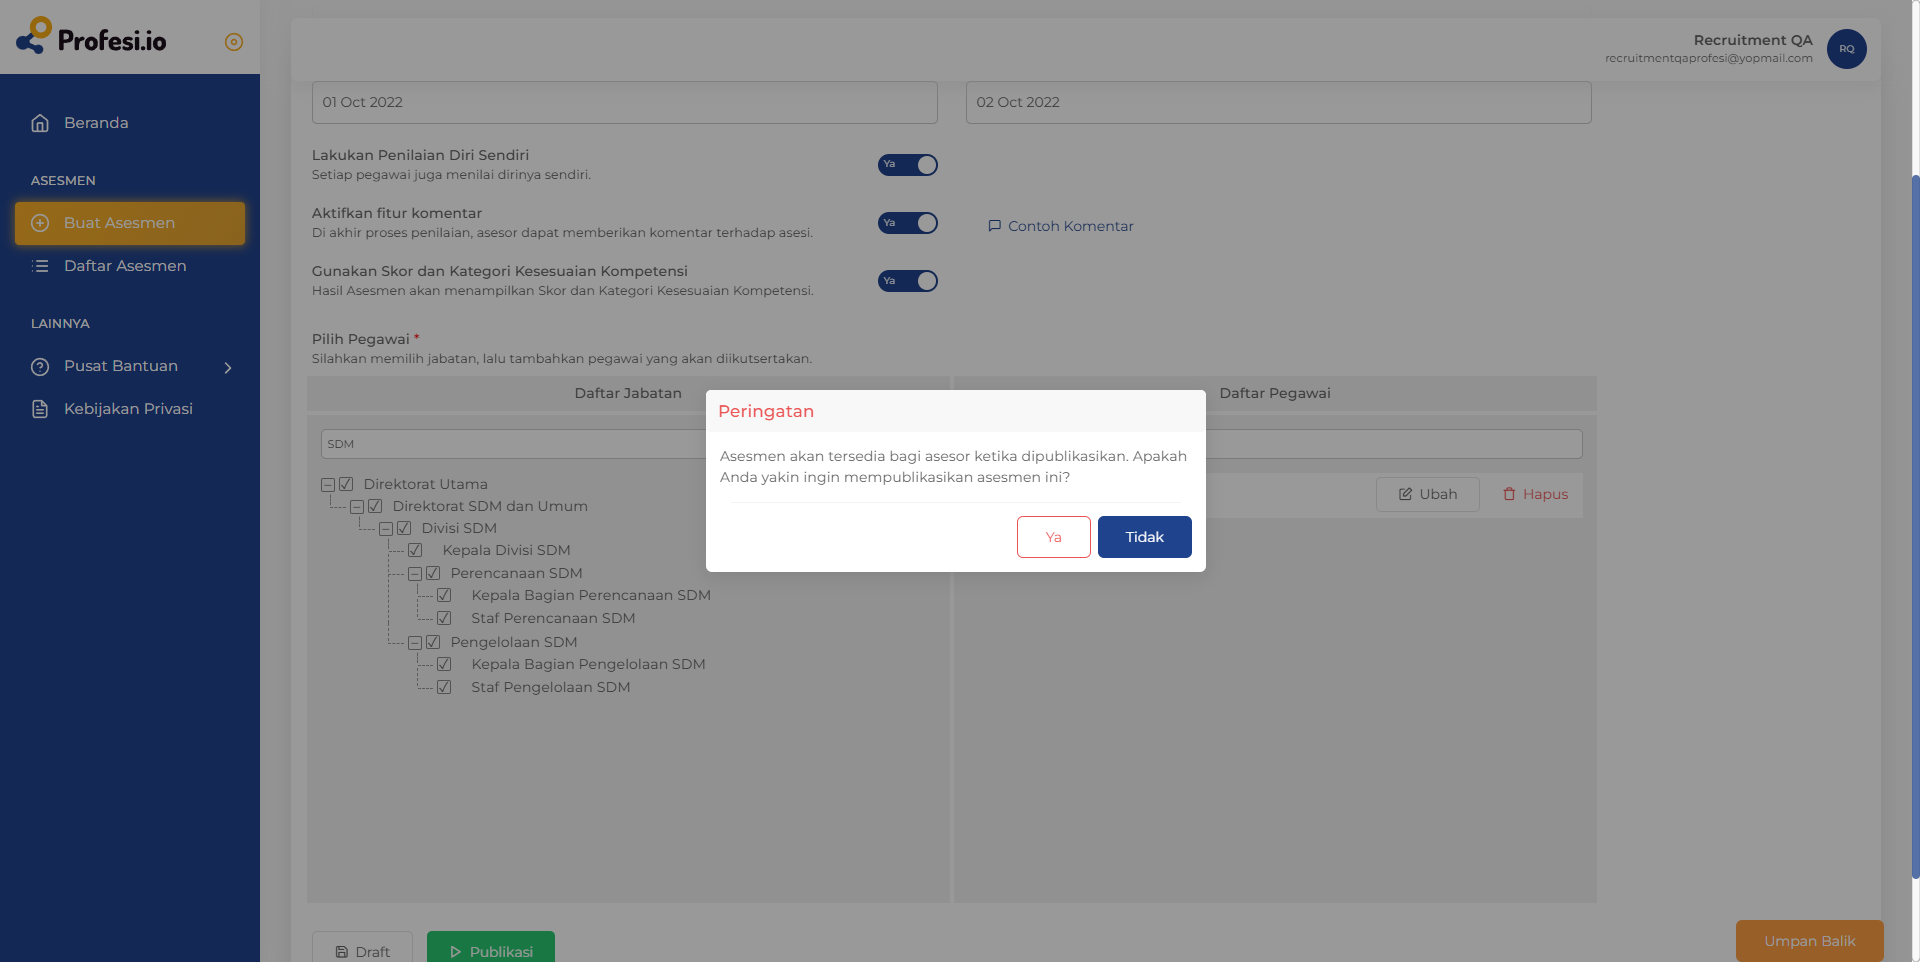 Profesi.io
Recruitment QA
recruitmentqaprofesi@yopmail.com
RQ
Beranda
ASESMEN
Buat Asesmen
Daftar Asesmen
LAINNYA
Pusat Bantuan
Kebijakan Privasi
01 Oct 2022
02 Oct 2022
Lakukan Penilaian Diri Sendiri
Setiap pegawai juga menilai dirinya sendiri.
Ya
Aktifkan fitur komentar
Di akhir proses penilaian, asesor dapat memberikan komentar terhadap asesi.
Ya
Contoh Komentar
Gunakan Skor dan Kategori Kesesuaian Kompetensi
Hasil Asesmen akan menampilkan Skor dan Kategori Kesesuaian Kompetensi.
Ya
Pilih Pegawai *
Silahkan memilih jabatan, lalu tambahkan pegawai yang akan diikutsertakan.
Daftar Jabatan
Daftar Pegawai
SDM
Direktorat Utama
Direktorat SDM dan Umum
Divisi SDM
Kepala Divisi SDM
Perencanaan SDM
Kepala Bagian Perencanaan SDM
Staf Perencanaan SDM
Pengelolaan SDM
Kepala Bagian Pengelolaan SDM
Staf Pengelolaan SDM
Ubah
Hapus
Peringatan
Asesmen akan tersedia bagi asesor ketika dipublikasikan. Apakah
Anda yakin ingin mempublikasikan asesmen ini?
Ya
Tidak
Draft
Publikasi
Umpan Balik